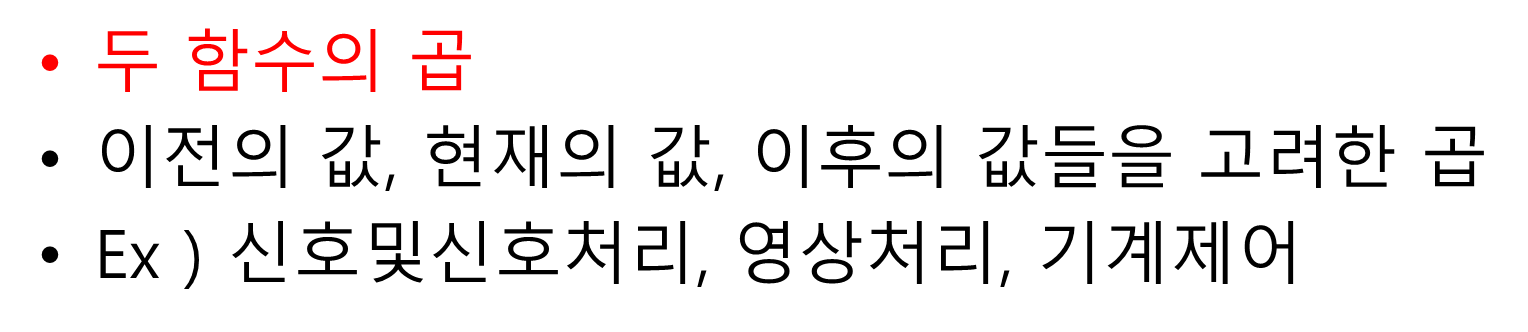 • 두 함수의 곱
• 이전의 값, 현재의 값, 이후의 값들을 고려한 곱
• Ex ) 신호및신호처리, 영상처리, 기계제어